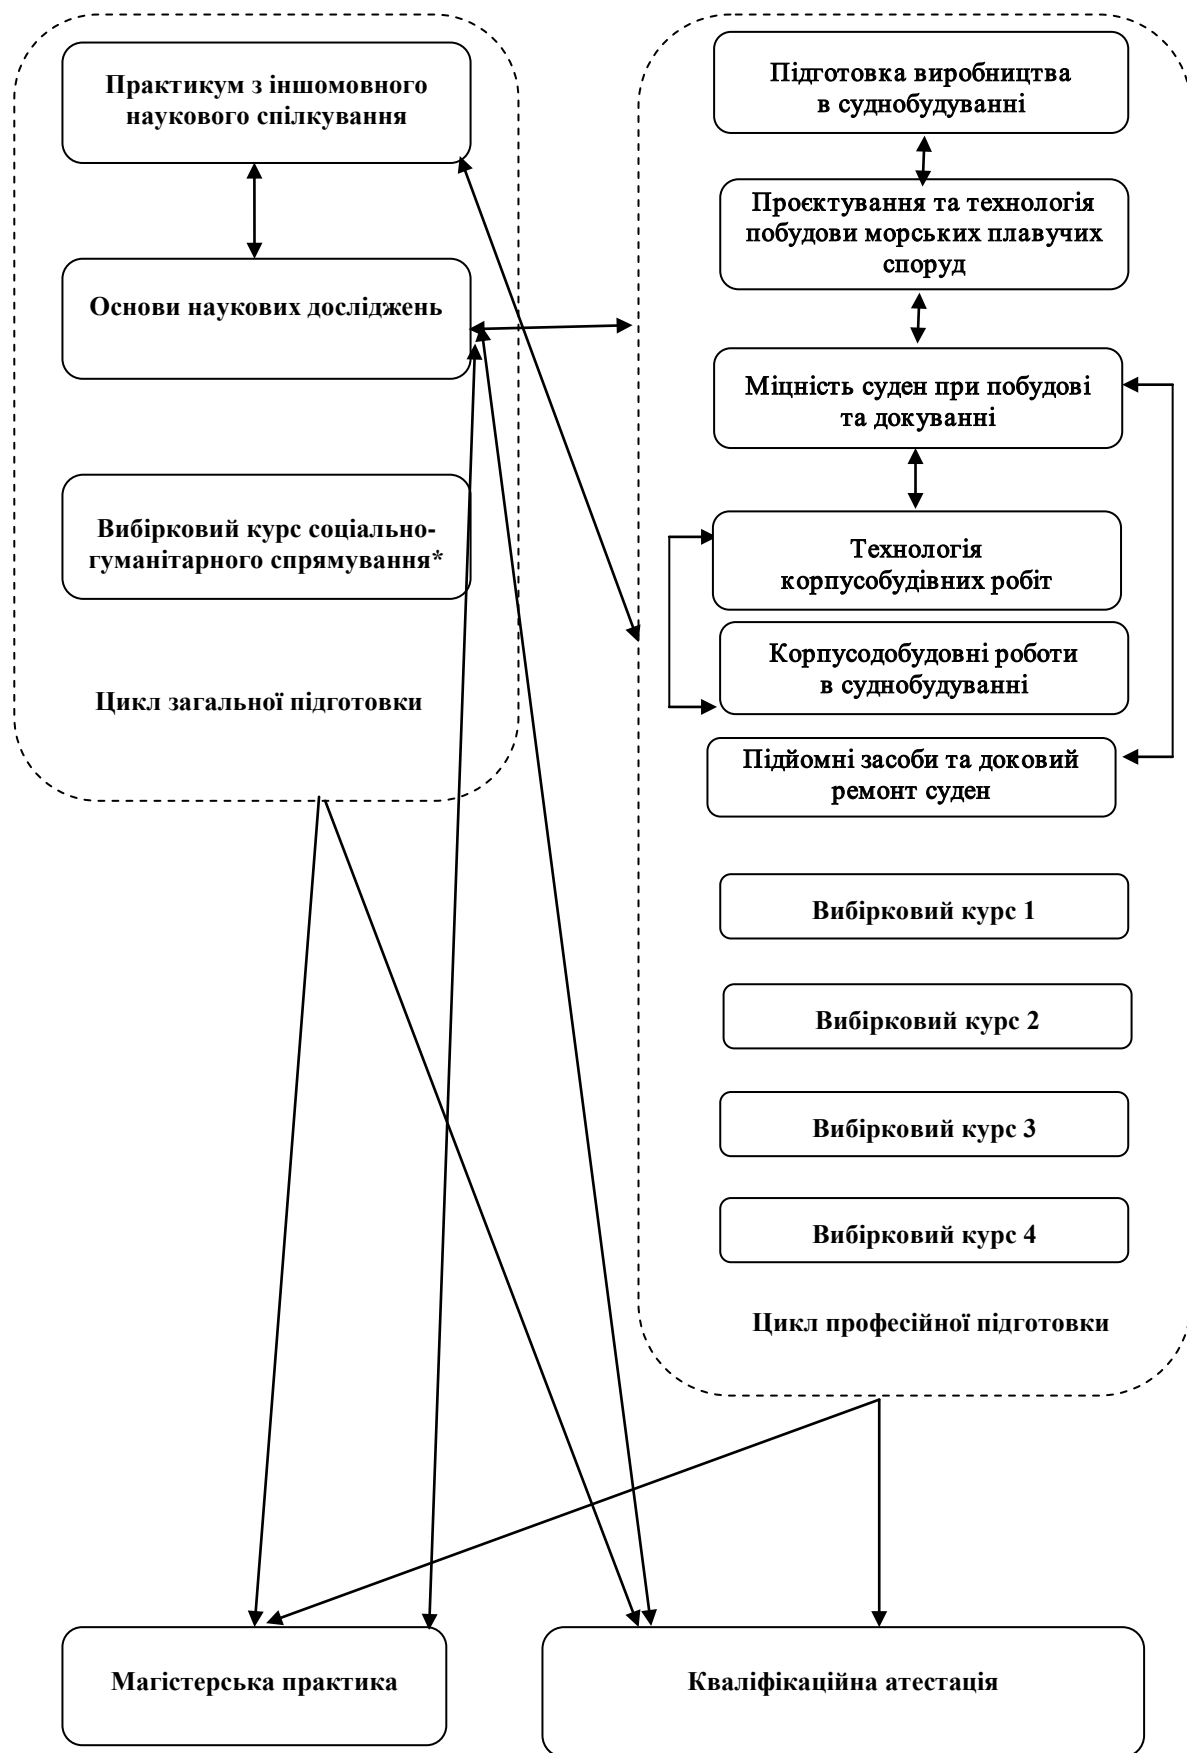 Практикум з іншомовного
наукового спілкування
Основи наукових досліджень
Вибірковий курс соціально-
гуманітарного спрямування*
Цикл загальної підготовки
Підготовка виробництва
в суднобудуванні
Проєктування та технологія
побудови морських плавучих
споруд
Міцність суден при побудові
та докуванні
Технологія
корпусобудівних робіт
Корпусодобудовні роботи
в суднобудуванні
Підйомні засоби та доковий
ремонт суден
Вибірковий курс 1
Вибірковий курс 2
Вибірковий курс 3
Вибірковий курс 4
Цикл професійної підготовки
Магістерська практика
Кваліфікаційна атестація